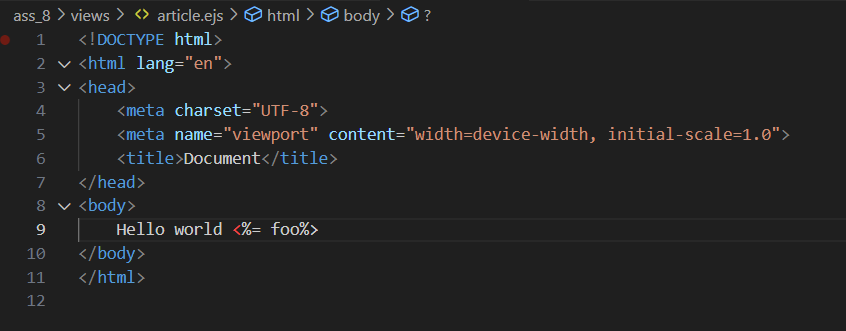 ass_8 > views > <> article.ejs > html > body > ?
1 <!DOCTYPE html>
2 <html lang="en">
3 <head>
4     <meta charset="UTF-8">
5     <meta name="viewport" content="width=device-width, initial-scale=1.0">
6     <title>Document</title>
7 </head>
8 <body>
9     Hello world <%= foo%>
10 </body>
11 </html>
12